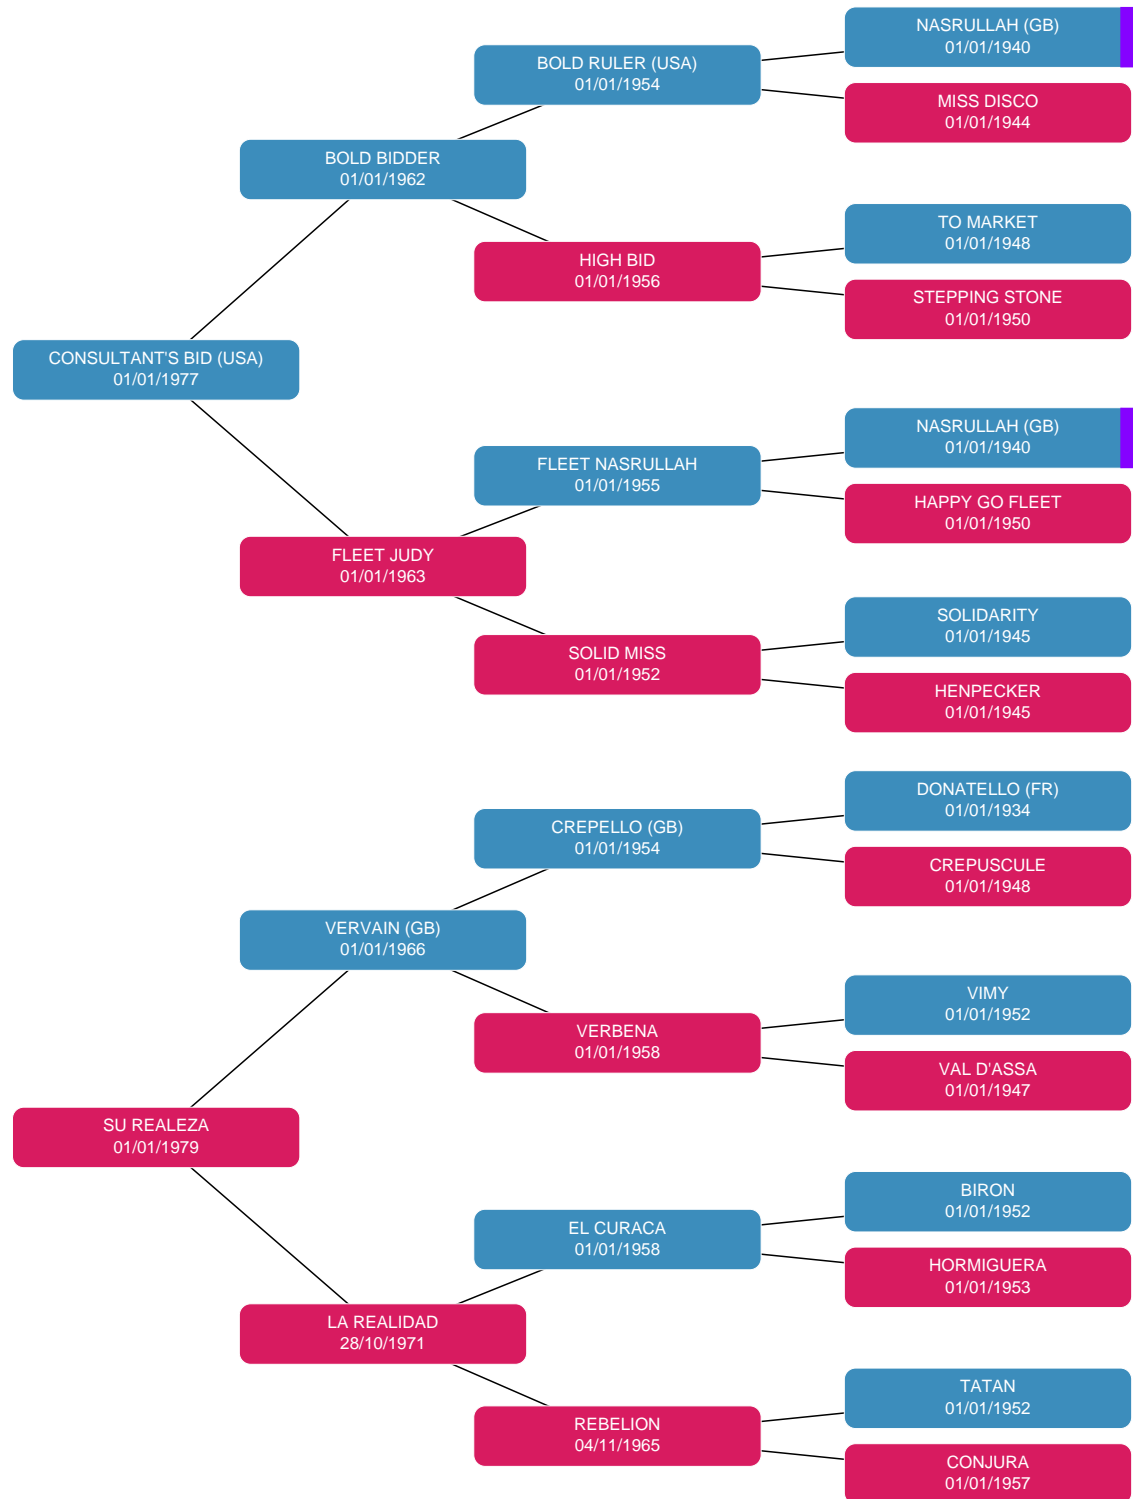 NASRULLAH (GB)
01/01/1940
BOLD RULER (USA)
01/01/1954
MISS DISCO
01/01/1944
BOLD BIDDER
01/01/1962
TO MARKET
01/01/1948
HIGH BID
01/01/1956
STEPPING STONE
01/01/1950
CONSULTANT'S BID (USA)
01/01/1977
NASRULLAH (GB)
01/01/1940
FLEET NASRULLAH
01/01/1955
HAPPY GO FLEET
01/01/1950
FLEET JUDY
01/01/1963
SOLIDARITY
01/01/1945
SOLID MISS
01/01/1952
HENPECKER
01/01/1945
DONATELLO (FR)
01/01/1934
CREPELLO (GB)
01/01/1954
CREPUSCULE
01/01/1948
VERVAIN (GB)
01/01/1966
VIMY
01/01/1952
VERBENA
01/01/1958
VAL D'ASSA
01/01/1947
SU REALEZA
01/01/1979
BIRON
01/01/1952
EL CURACA
01/01/1958
HORMIGUERA
01/01/1953
LA REALIDAD
28/10/1971
TATAN
01/01/1952
REBELION
04/11/1965
CONJURA
01/01/1957